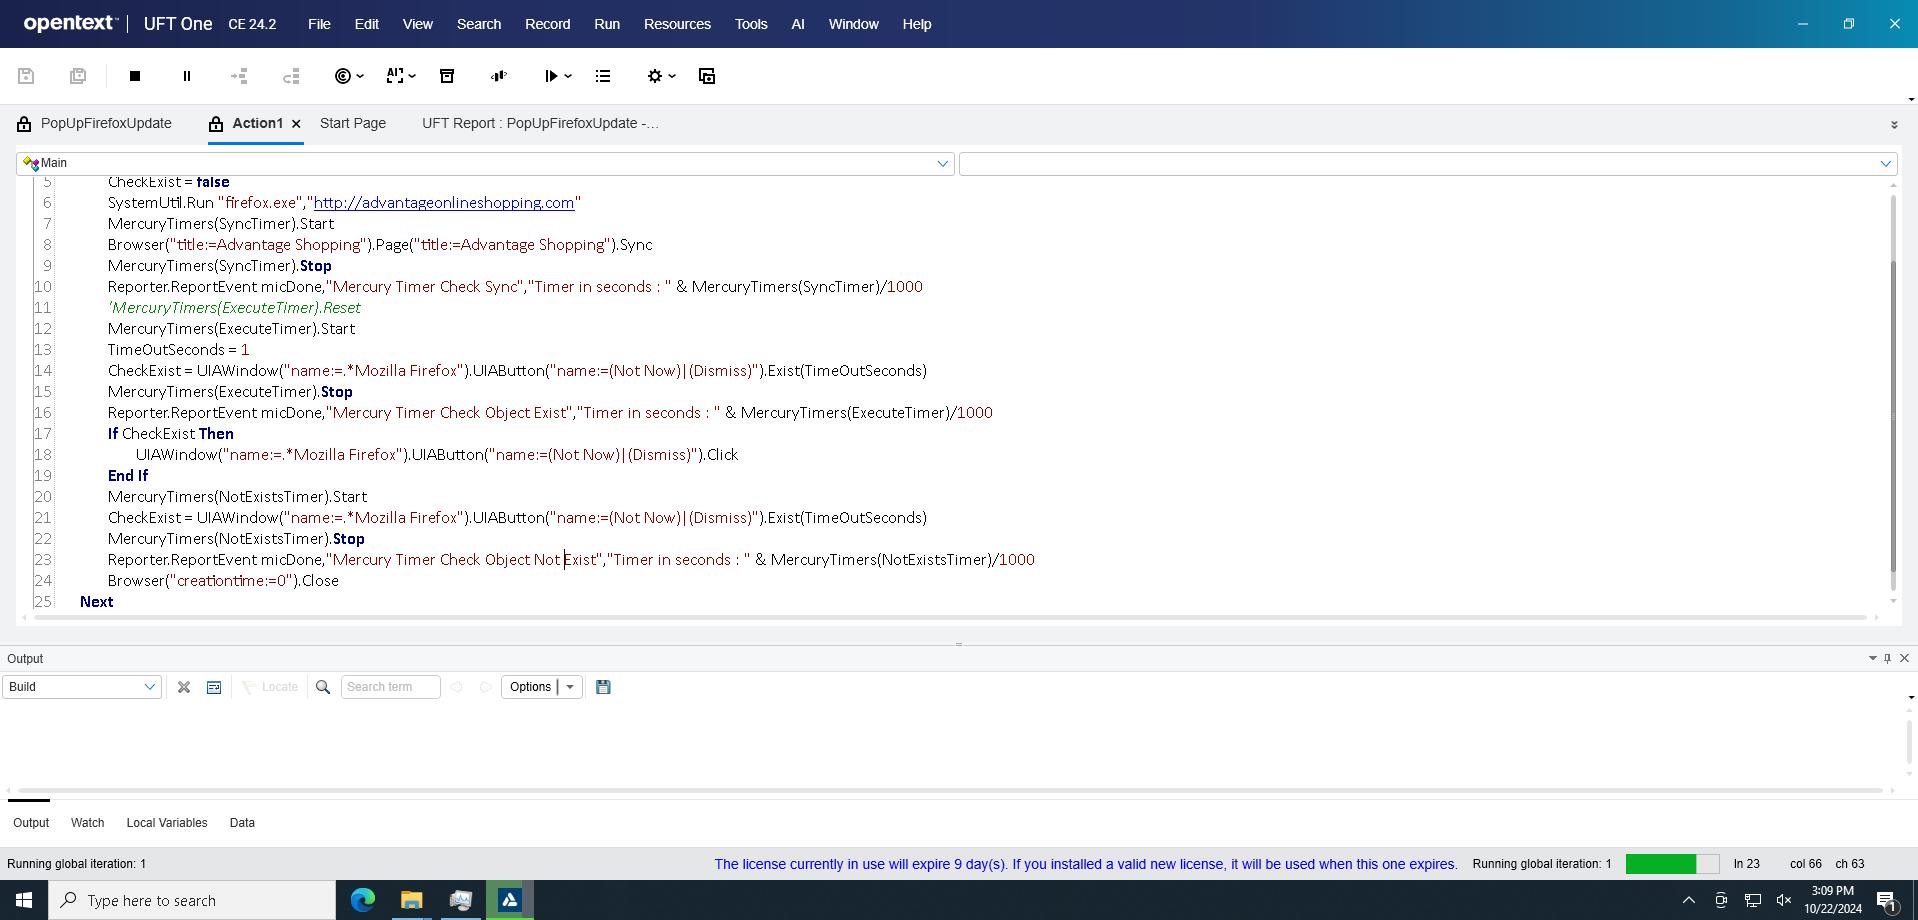 opentext™ | UFT One CE 24.2 File Edit View Search Record Run Resources Tools AI Window Help
PopUpFirefoxUpdate Action1 Start Page UFT Report : PopUpFirefoxUpdate -...
Main
5 CheckExist = false
6 SystemUtil.Run "firefox.exe","http://advantageonlineshopping.com"
7 MercuryTimers(SyncTimer).Start
8 Browser("title:=Advantage Shopping").Page("title:=Advantage Shopping").Sync
9 MercuryTimers(SyncTimer).Stop
10 Reporter.ReportEvent micDone,"Mercury Timer Check Sync","Timer in seconds : " & MercuryTimers(SyncTimer)/1000
11 'MercuryTimers(ExecuteTimer).Reset
12 MercuryTimers(ExecuteTimer).Start
13 TimeOutSeconds = 1
14 CheckExist = UIAWindow("name:=.*Mozilla Firefox").UIAButton("name:=(Not Now)|(Dismiss)").Exist(TimeOutSeconds)
15 MercuryTimers(ExecuteTimer).Stop
16 Reporter.ReportEvent micDone,"Mercury Timer Check Object Exist","Timer in seconds : " & MercuryTimers(ExecuteTimer)/1000
17 If CheckExist Then
18 UIAWindow("name:=.*Mozilla Firefox").UIAButton("name:=(Not Now)|(Dismiss)").Click
19 End If
20 MercuryTimers(NotExistsTimer).Start
21 CheckExist = UIAWindow("name:=.*Mozilla Firefox").UIAButton("name:=(Not Now)|(Dismiss)").Exist(TimeOutSeconds)
22 MercuryTimers(NotExistsTimer).Stop
23 Reporter.ReportEvent micDone,"Mercury Timer Check Object Not Exist","Timer in seconds : " & MercuryTimers(NotExistsTimer)/1000
24 Browser("creationtime:=0").Close
25 Next
Output
Build Locate Search term Options
Output Watch Local Variables Data
Running global iteration: 1 The license currently in use will expire 9 day(s). If you installed a valid new license, it will be used when this one expires. Running global iteration: 1 ln 23 col 66 ch 63
Type here to search
3:09 PM
10/22/2024
1